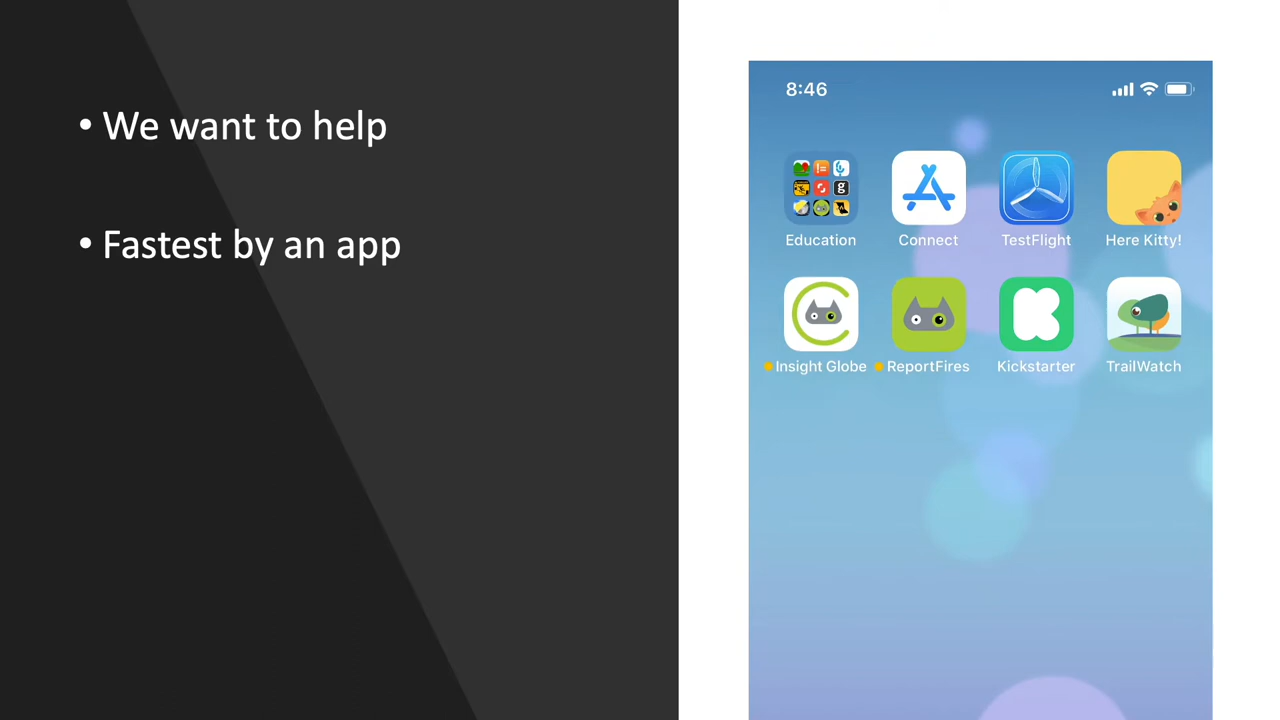 • We want to help
• Fastest by an app
8:46
Education
Connect
TestFlight
Here Kitty!
Insight Globe
ReportFires
Kickstarter
TrailWatch